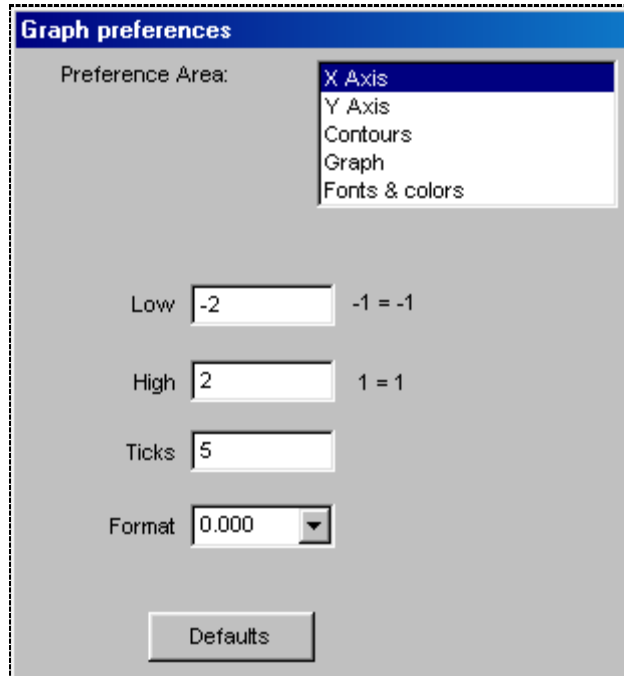 Graph preferences
Preference Area:
X Axis
Y Axis
Contours
Graph
Fonts & colors
Low -2 -1 = -1
High 2 1 = 1
Ticks 5
Format 0.000
Defaults